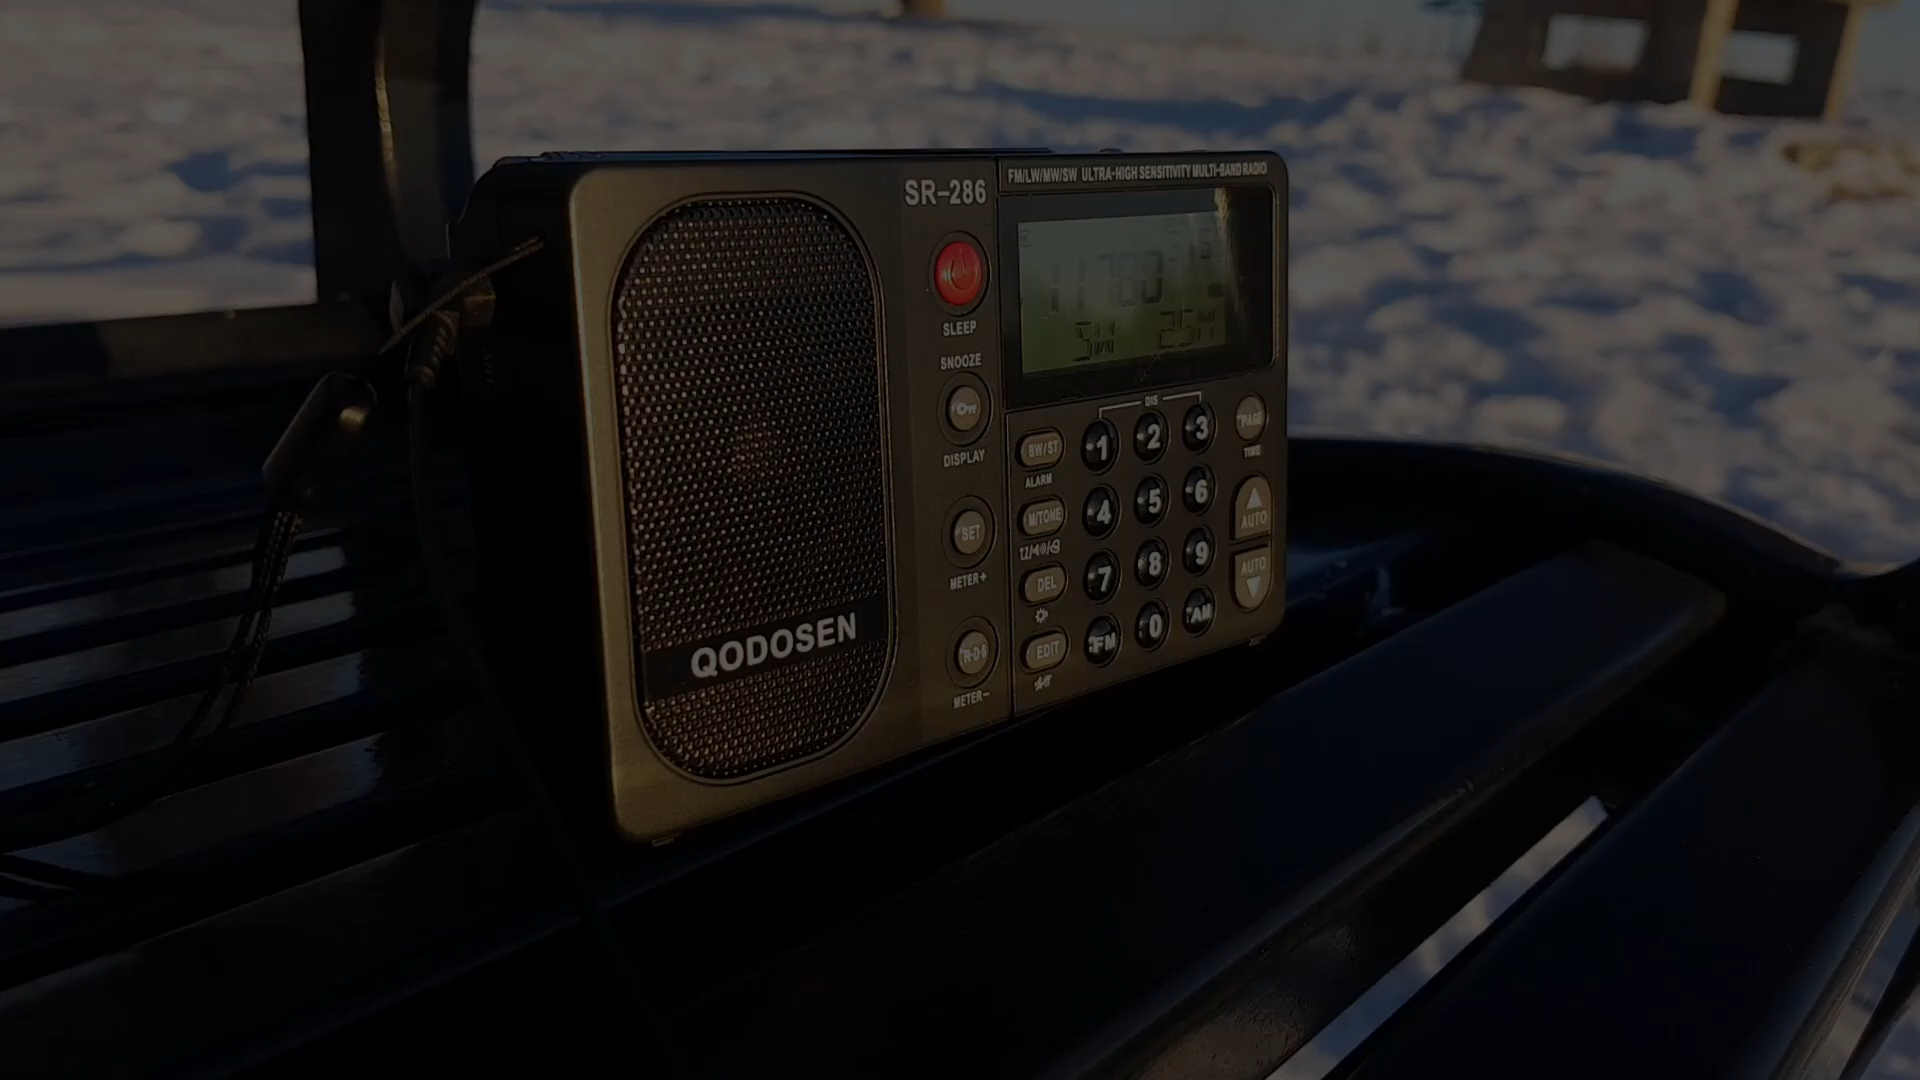 SR-286
FM/LW/MW/SW ULTRA-HIGH SENSITIVITY MULTI-BAND RADIO
11780
SW 25M
SLEEP
SNOOZE
DISPLAY
SET
METER+
R·D·S
METER-
DIS
BW/ST
ALARM
M/TONE
DEL
EDIT
1 2 3
4 5 6
7 8 9
FM 0 AM
PAGE
TIME
AUTO
AUTO
QODOSEN